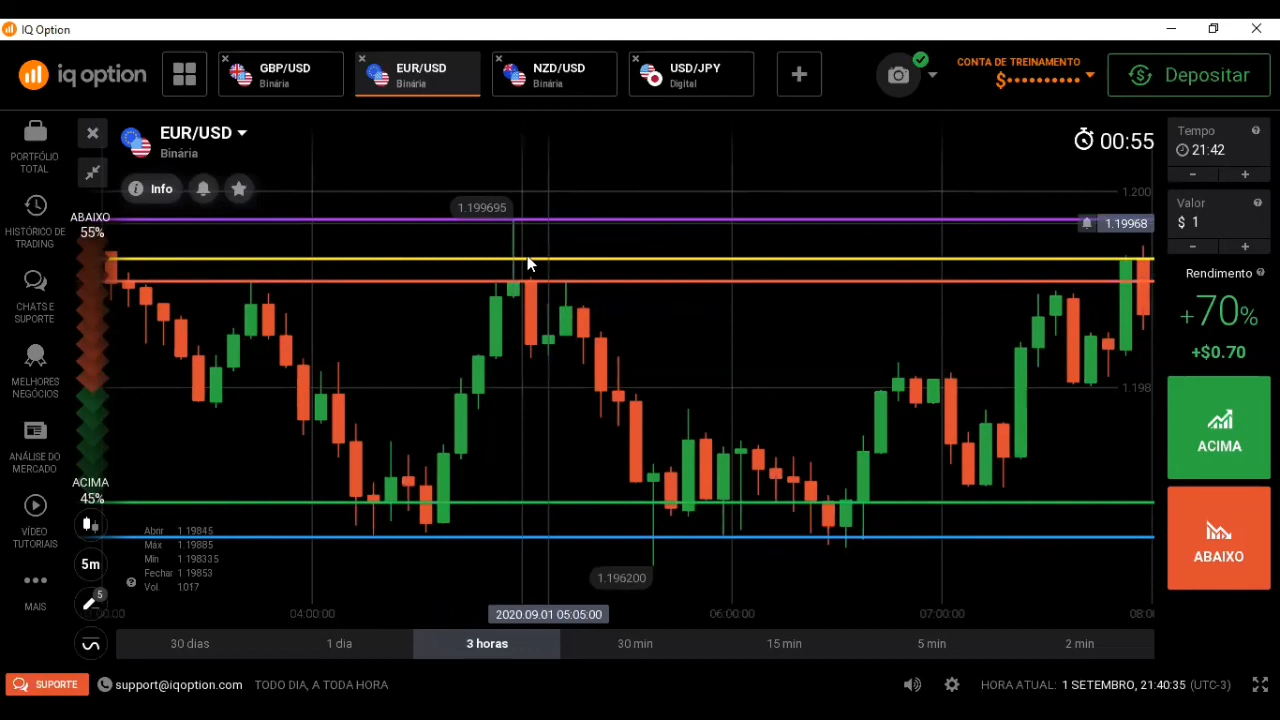 IQ Option
iq option
GBP/USD
Binária
EUR/USD
Binária
NZD/USD
Binária
USD/JPY
Digital
CONTA DE TREINAMENTO
$••••••••••
Depositar
PORTFÓLIO
TOTAL
HISTÓRICO DE
TRADING
CHATS E
SUPORTE
MELHORES
NEGÓCIOS
ANÁLISE DO
MERCADO
VÍDEO
TUTORIAIS
MAIS
EUR/USD
Binária
Info
00:55
ABAIXO
55%
ACIMA
45%
5m
5
1.199695
1.200
1.19968
1.198
1.196200
Abrir 1.19845
Máx 1.19885
Mín 1.198335
Fechar 1.19853
Vol. 1017
04:00:00
2020.09.01 05:05:00
06:00:00
07:00:00
30 dias
1 dia
3 horas
30 min
15 min
5 min
2 min
Tempo
21:42
- +
Valor
$ 1
- +
Rendimento
+70%
+$0.70
ACIMA
ABAIXO
SUPORTE
support@iqoption.com
TODO DIA, A TODA HORA
HORA ATUAL: 1 SETEMBRO, 21:40:35 (UTC-3)